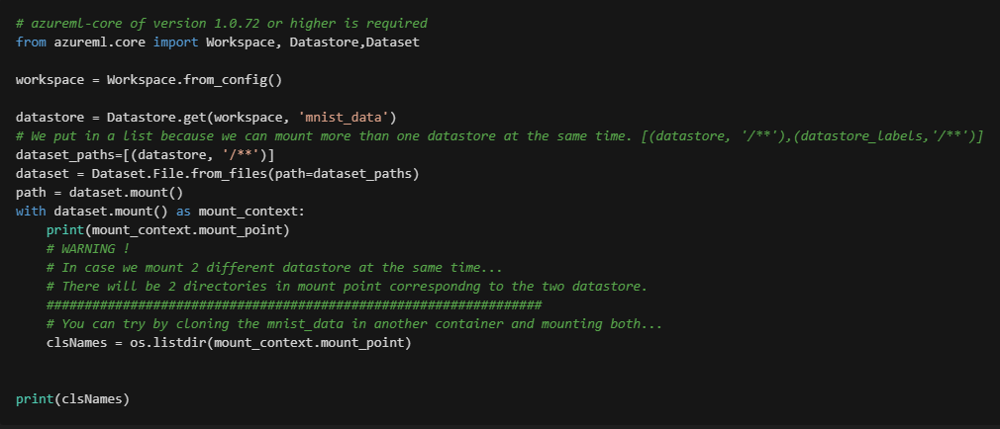 # azureml-core of version 1.0.72 or higher is required
from azureml.core import Workspace, Datastore,Dataset
workspace = Workspace.from_config()
datastore = Datastore.get(workspace, 'mnist_data')
# We put in a list because we can mount more than one datastore at the same time. [(datastore, '/**'),(datastore_labels,'/**')]
dataset_paths=[(datastore, '/**')]
dataset = Dataset.File.from_files(path=dataset_paths)
path = dataset.mount()
with dataset.mount() as mount_context:
    print(mount_context.mount_point)
    # WARNING !
    # In case we mount 2 different datastore at the same time...
    # There will be 2 directories in mount point correspondng to the two datastore.
    #################################################################
    # You can try by cloning the mnist_data in another container and mounting both...
    clsNames = os.listdir(mount_context.mount_point)
print(clsNames)